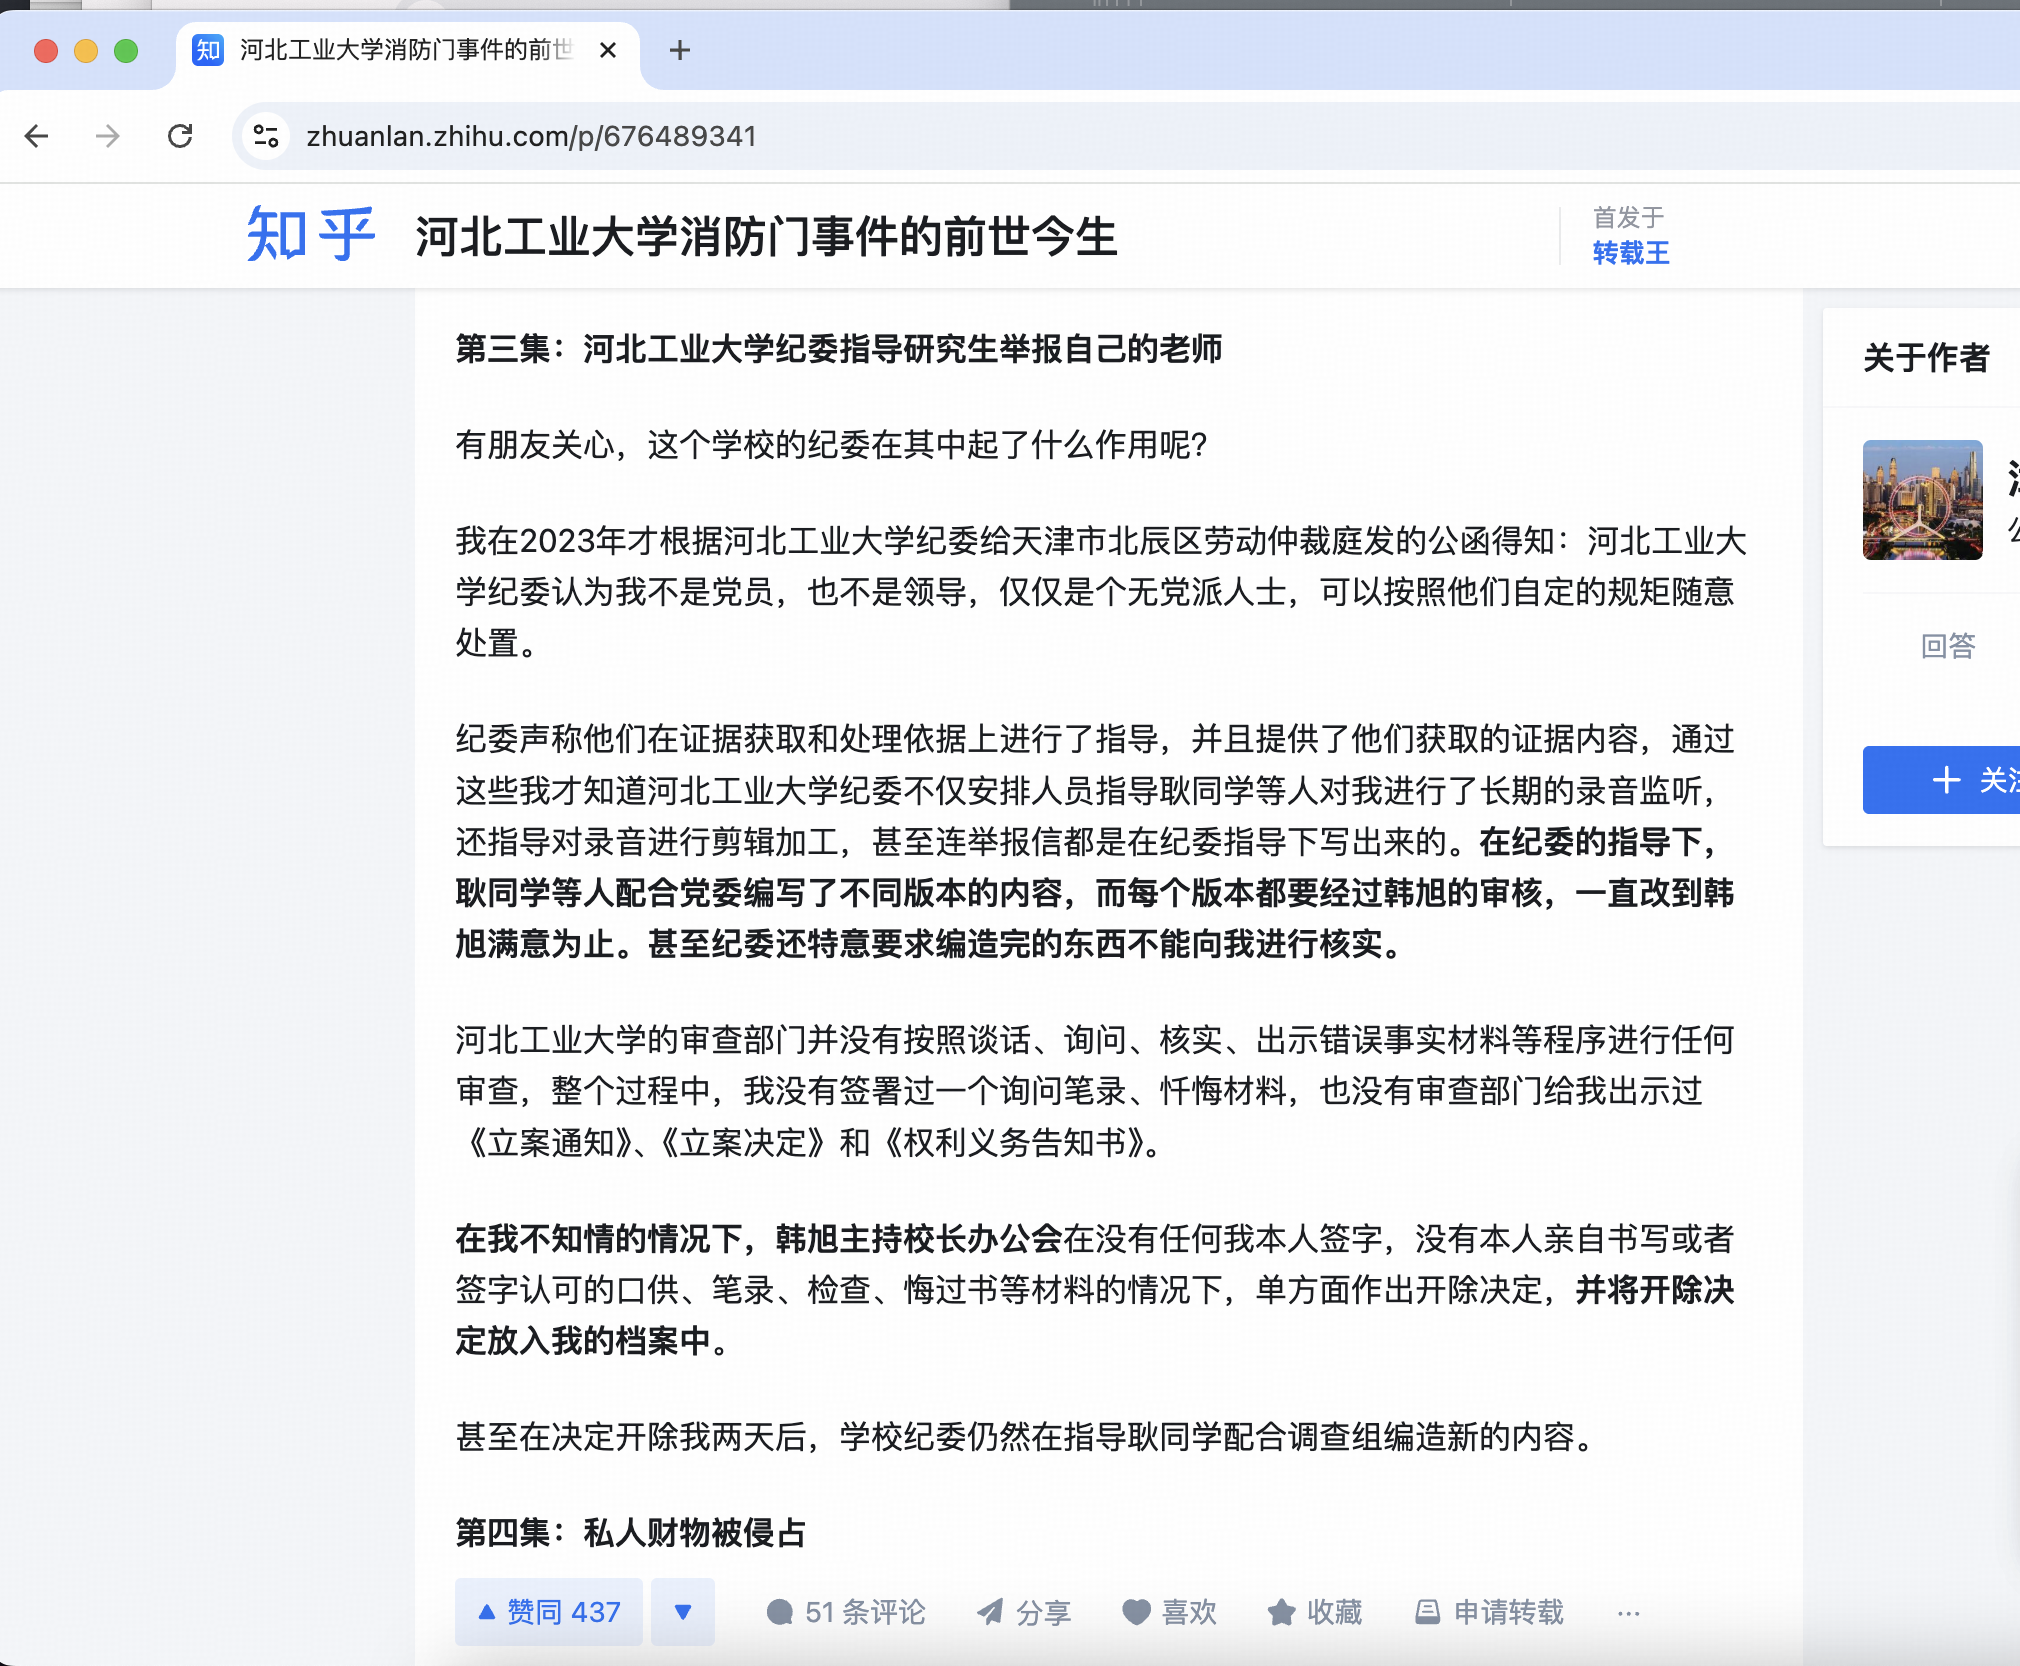 知 河北工业大学消防门事件的前世
zhuanlan.zhihu.com/p/676489341
知乎 河北工业大学消防门事件的前世今生
首发于
转载王
第三集：河北工业大学纪委指导研究生举报自己的老师
有朋友关心，这个学校的纪委在其中起了什么作用呢？
我在2023年才根据河北工业大学纪委给天津市北辰区劳动仲裁庭发的公函得知：河北工业大
学纪委认为我不是党员，也不是领导，仅仅是个无党派人士，可以按照他们自定的规矩随意
处置。
纪委声称他们在证据获取和处理依据上进行了指导，并且提供了他们获取的证据内容，通过
这些我才知道河北工业大学纪委不仅安排人员指导耿同学等人对我进行了长期的录音监听，
还指导对录音进行剪辑加工，甚至连举报信都是在纪委指导下写出来的。在纪委的指导下，
耿同学等人配合党委编写了不同版本的内容，而每个版本都要经过韩旭的审核，一直改到韩
旭满意为止。甚至纪委还特意要求编造完的东西不能向我进行核实。
河北工业大学的审查部门并没有按照谈话、询问、核实、出示错误事实材料等程序进行任何
审查，整个过程中，我没有签署过一个询问笔录、忏悔材料，也没有审查部门给我出示过
《立案通知》、《立案决定》和《权利义务告知书》。
在我不知情的情况下，韩旭主持校长办公会在没有任何我本人签字，没有本人亲自书写或者
签字认可的口供、笔录、检查、悔过书等材料的情况下，单方面作出开除决定，并将开除决
定放入我的档案中。
甚至在决定开除我两天后，学校纪委仍然在指导耿同学配合调查组编造新的内容。
第四集：私人财物被侵占
赞同 437
51 条评论
分享
喜欢
收藏
申请转载
关于作者
回答
关注